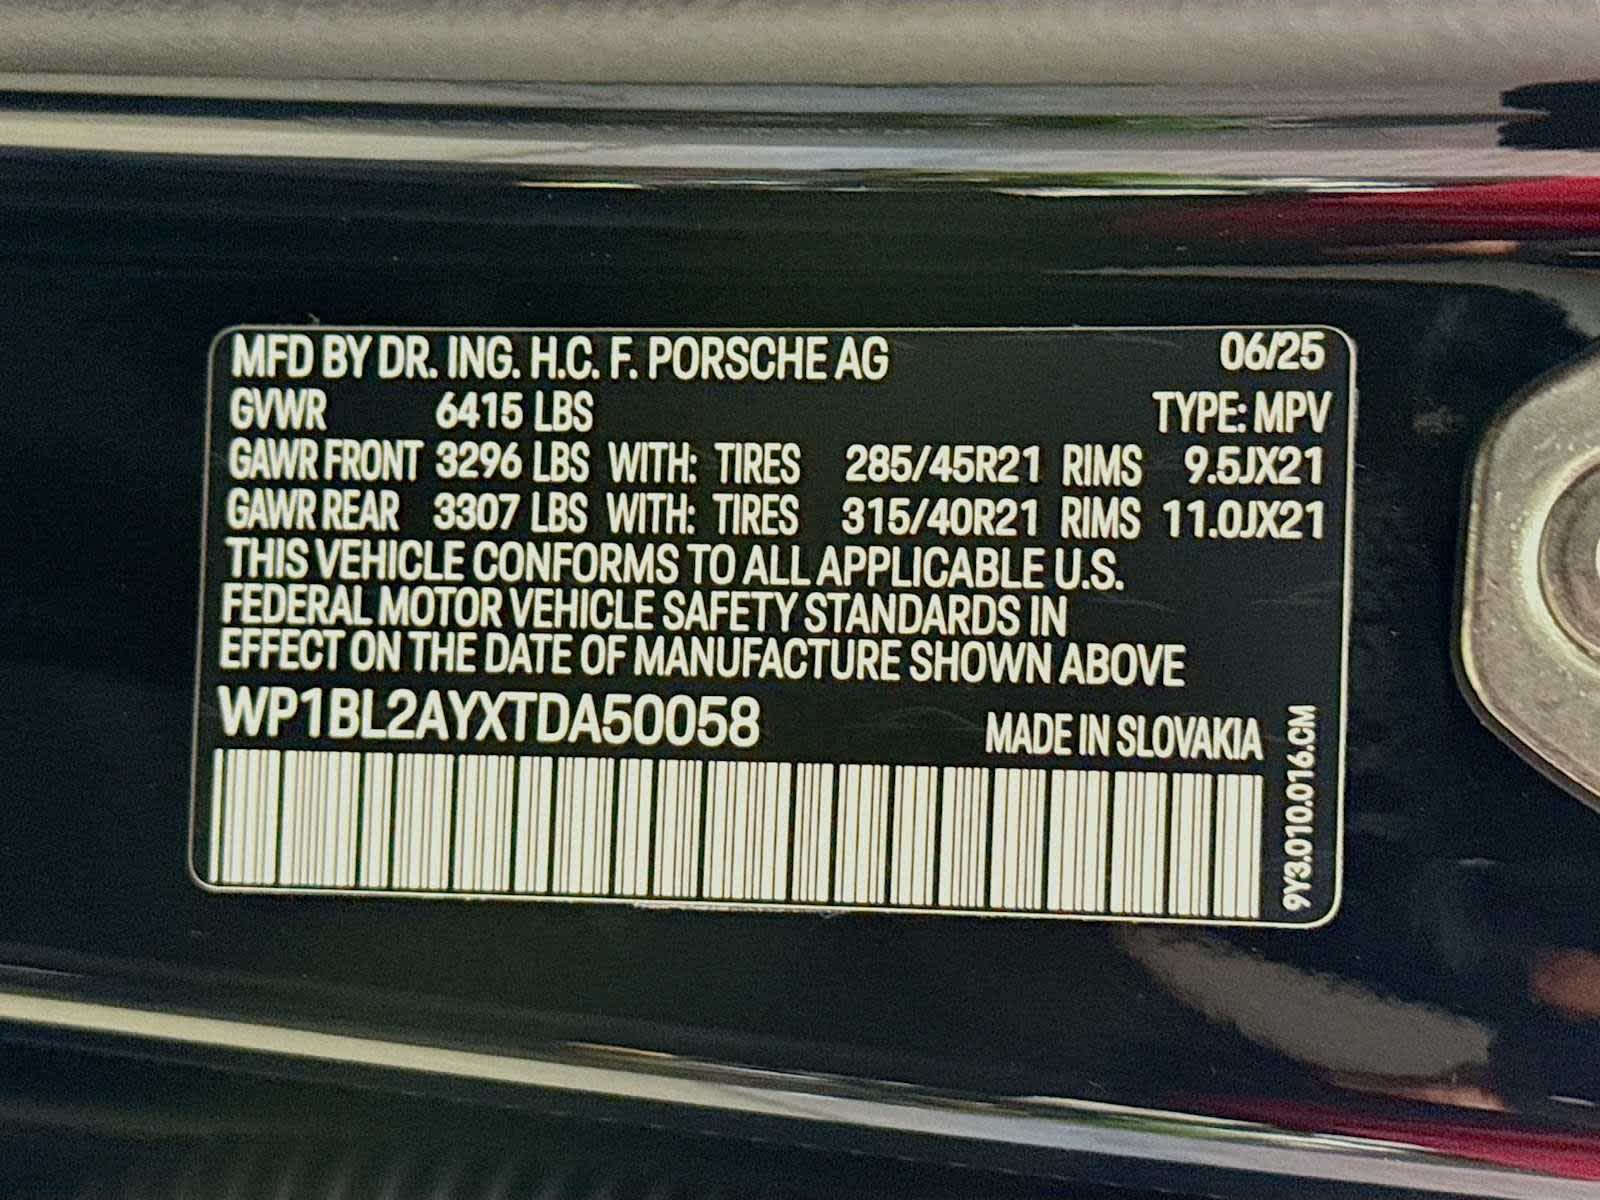 MFD BY DR. ING. H.C. F. PORSCHE AG 06/25
GVWR 6415 LBS TYPE: MPV
GAWR FRONT 3296 LBS WITH: TIRES 285/45R21 RIMS 9.5JX21
GAWR REAR 3307 LBS WITH: TIRES 315/40R21 RIMS 11.0JX21
THIS VEHICLE CONFORMS TO ALL APPLICABLE U.S.
FEDERAL MOTOR VEHICLE SAFETY STANDARDS IN
EFFECT ON THE DATE OF MANUFACTURE SHOWN ABOVE
WP1BL2AYXTDA50058 MADE IN SLOVAKIA
9Y3.010.016.CM